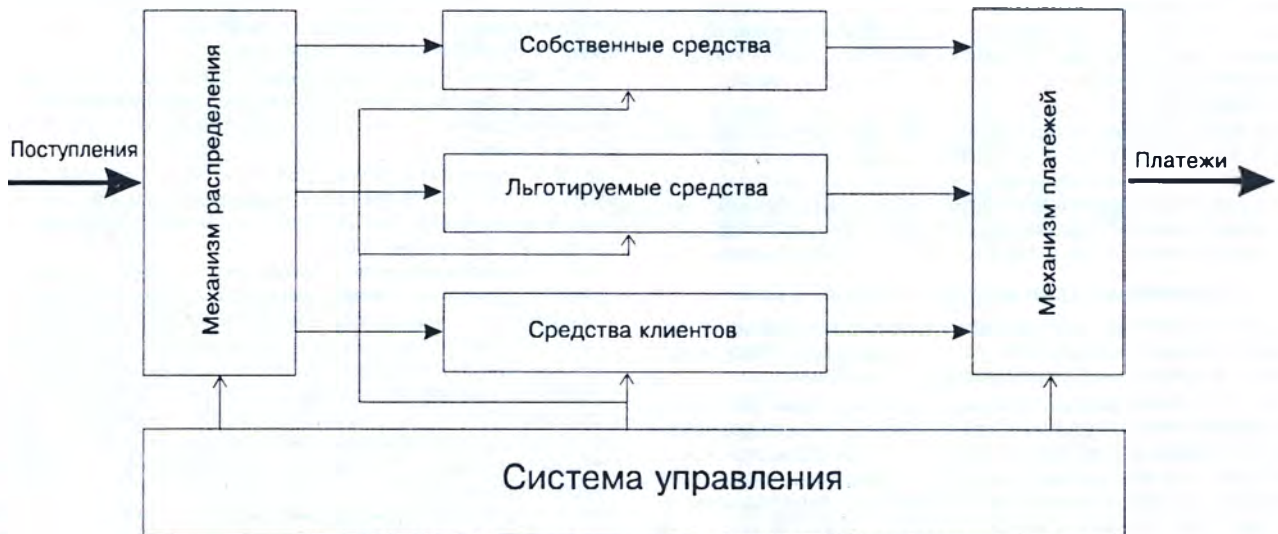 Поступления
Механизм распределения
Собственные средства
Льготируемые средства
Средства клиентов
Механизм платежей
Платежи
Система управления